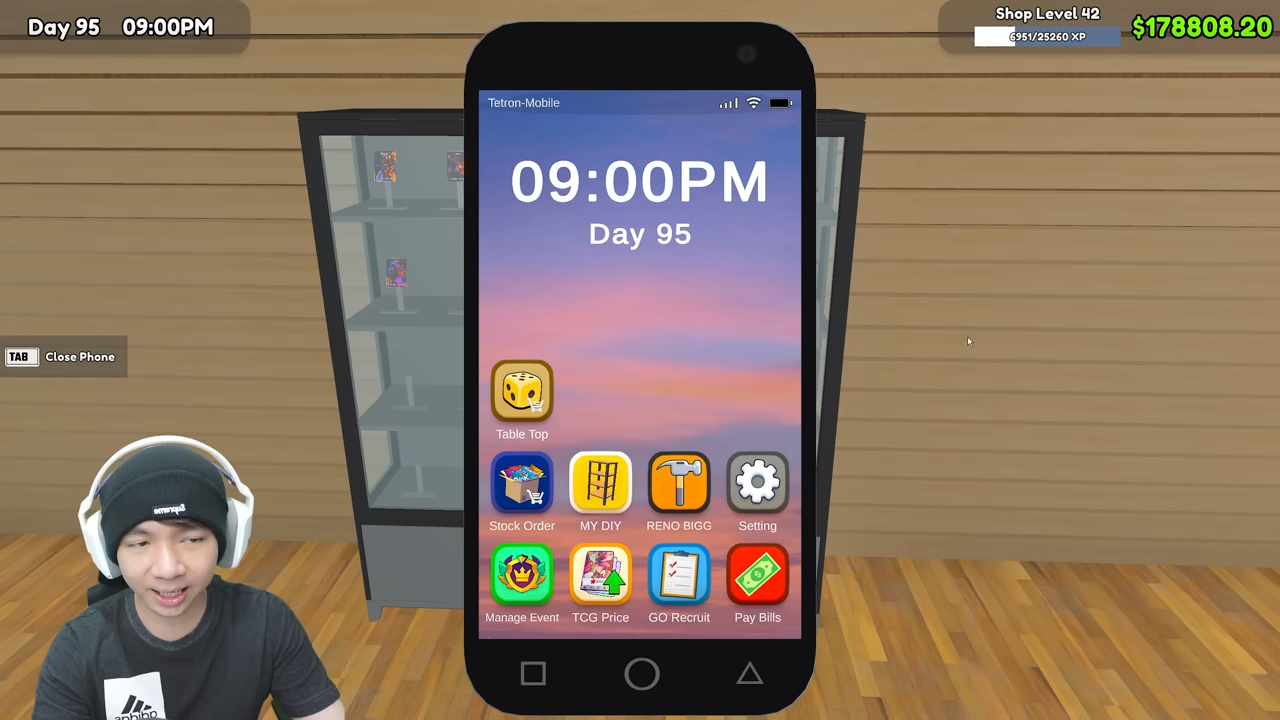 Day 95 09:00PM
Shop Level 42
6951/25260 XP
$178808.20
Tetron-Mobile
09:00PM
Day 95
TAB Close Phone
Table Top
Stock Order MY DIY RENO BIGG Setting
Manage Event TCG Price GO Recruit Pay Bills
Supreme